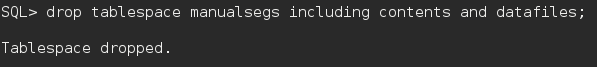 SQL> drop tablespace manualsegs including contents and datafiles;
Tablespace dropped.